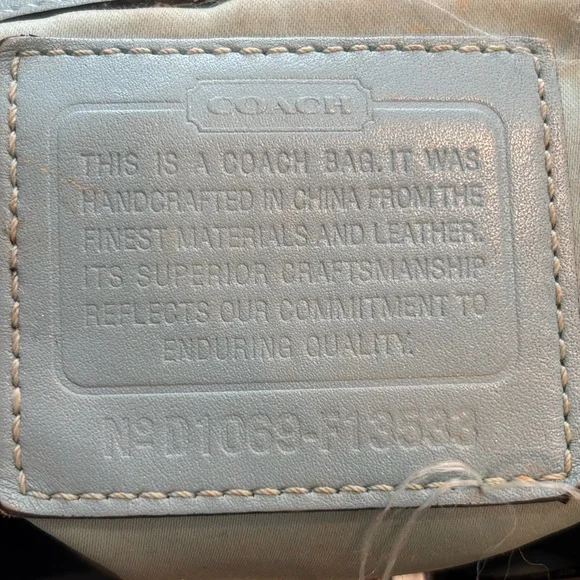 COACH
THIS IS A COACH BAG. IT WAS
HANDCRAFTED IN CHINA FROM THE
FINEST MATERIALS AND LEATHER.
ITS SUPERIOR CRAFTSMANSHIP
REFLECTS OUR COMMITMENT TO
ENDURING QUALITY.
Nº D1069-F13533